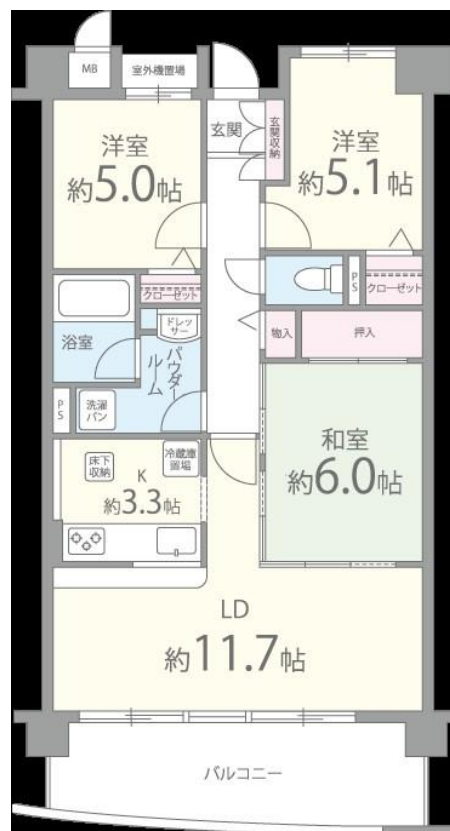 MB
室外機置場
玄関
玄関収納
洋室
約5.0帖
洋室
約5.1帖
クローゼット
PS
クローゼット
浴室
ドレッサー
パウダールーム
物入
押入
PS
洗濯パン
和室
約6.0帖
床下収納
冷蔵庫置場
K
約3.3帖
LD
約11.7帖
バルコニー